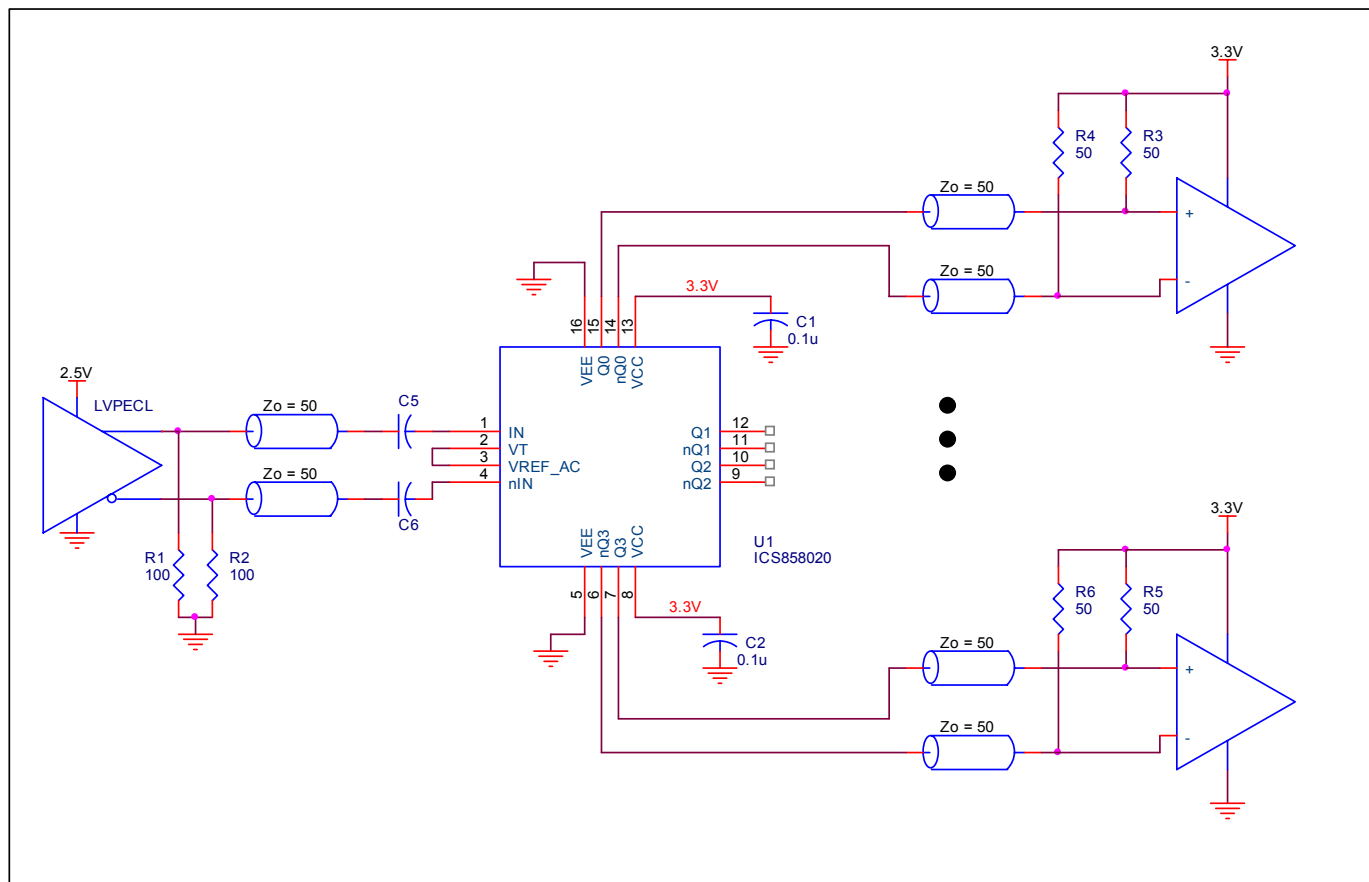 3.3V
R4
50
R3
50
Zo = 50
+
Zo = 50
-
3.3V
C1
0.1u
16
15
14
13
VEE
Q0
nQ0
VCC
2.5V
LVPECL
Zo = 50
C5
1
IN
2
VT
3
VREF_AC
4
nIN
Zo = 50
C6
Q1
12
nQ1
11
Q2
10
nQ2
9
R1
100
R2
100
VEE
nQ3
Q3
VCC
5
6
7
8
U1
ICS858020
3.3V
C2
0.1u
3.3V
R6
50
R5
50
Zo = 50
+
Zo = 50
-